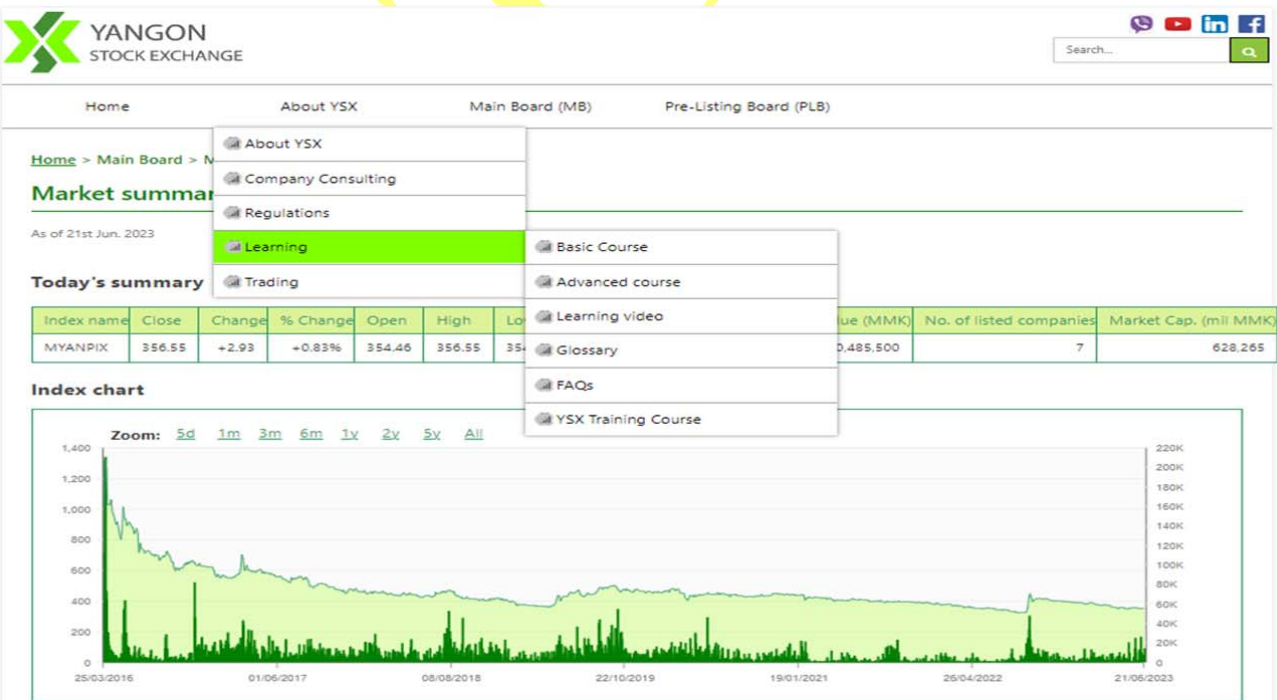 YANGON
STOCK EXCHANGE
Search...
Home About YSX Main Board (MB) Pre-Listing Board (PLB)
About YSX
Home > Main Board > M
Company Consulting
Market summar
Regulations
As of 21st Jun. 2023
Learning Basic Course
Today's summary Trading Advanced course
Learning video
Index name Close Change % Change Open High Lo ue (MMK) No. of listed companies Market Cap. (mil MMK)
MYANPIX 356.55 +2.93 +0.83% 354.46 356.55 35 ,485,500 7 628,265
Glossary
Index chart
FAQs
YSX Training Course
Zoom: 5d 1m 3m 6m 1y 2y 5y All
1,400 220K
200K
1,200
180K
1,000 160K
140K
800
120K
600 100K
80K
400 60K
40K
200
20K
0 0
25/03/2016 01/06/2017 08/08/2018 22/10/2019 19/01/2021 26/04/2022 21/06/2023